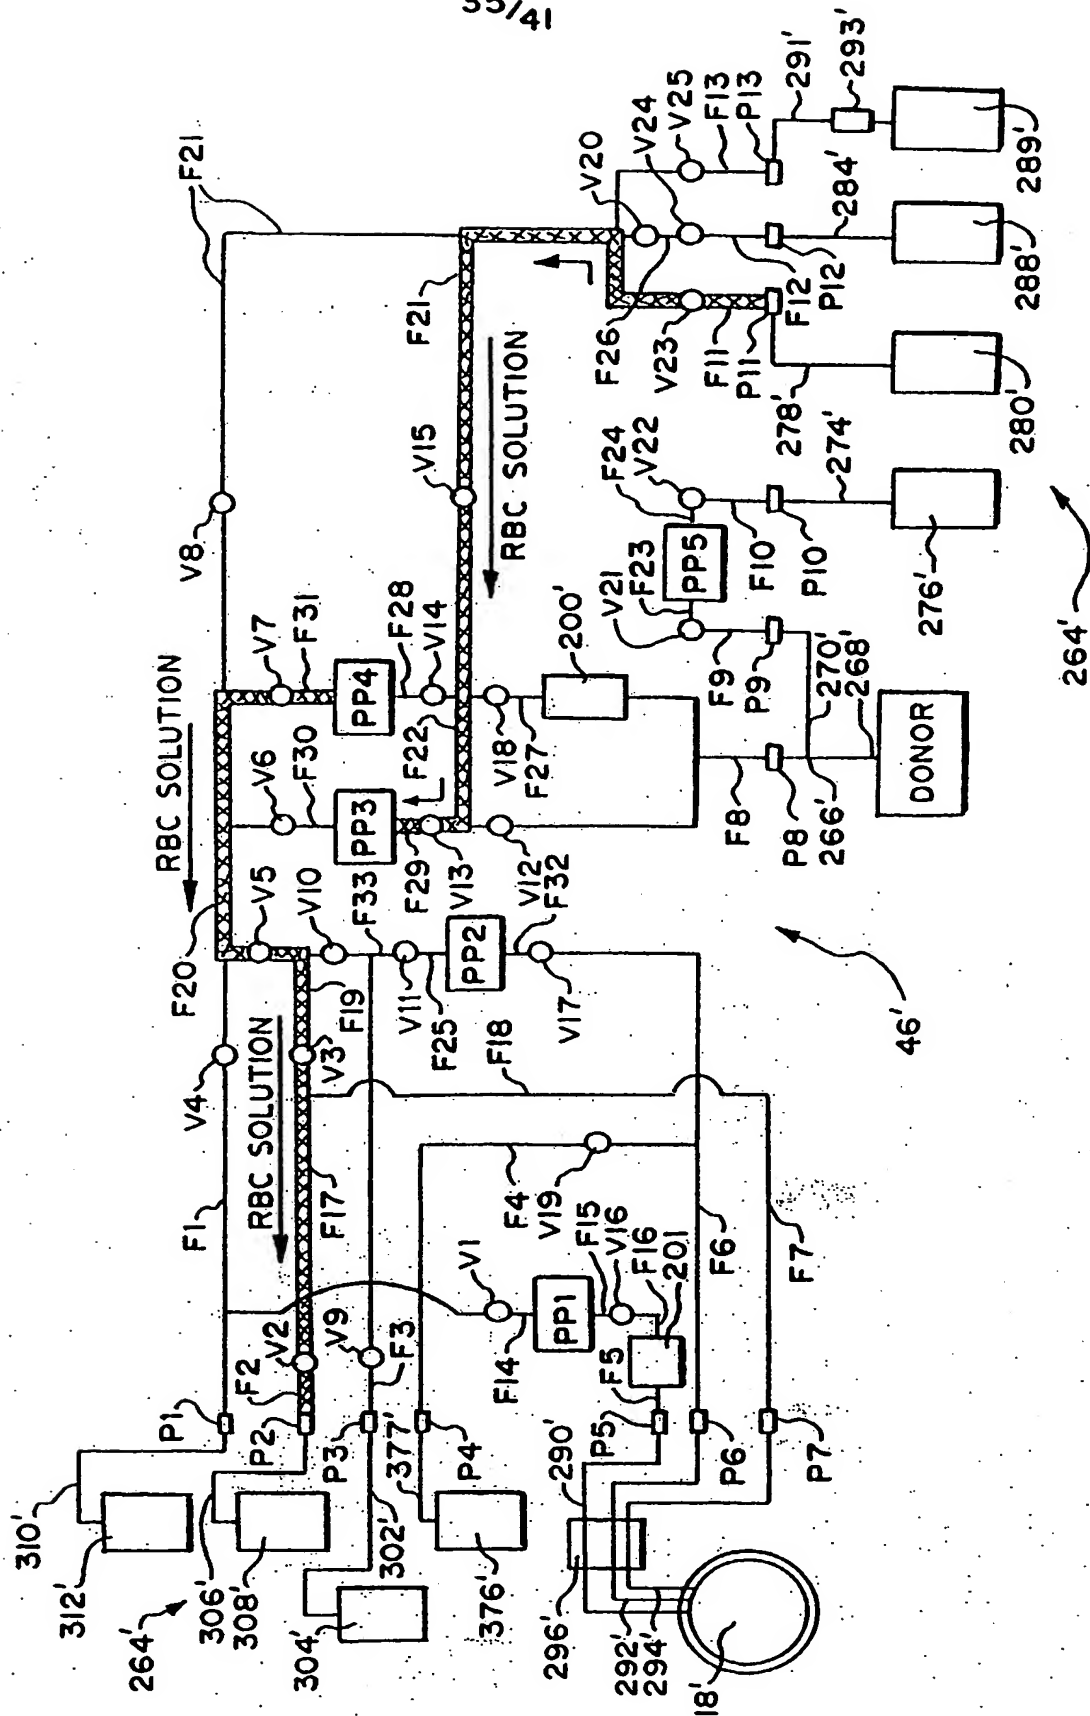 35/41
F21
V8
RBC SOLUTION
V7
F31
V6
F30
PP4
F28
V14
F22
PP3
F29
V13
F20
V5
V10
F33
V11
F25
PP2
F32
V12
V17
F19
V4
F1
RBC SOLUTION
V3
F17
F18
F21
V15
RBC SOLUTION
V18
F27
200'
V20
V24
V25
F13
P13
291'
293'
F26
V23
F11
P11
F12
P12
284'
289'
288'
278'
280'
F24
V22
PP5
V21
F23
F10
P10
274'
276'
F9
P9
270'
268'
F8
P8
266'
DONOR
264'
46'
F4
V19
F6
F7
V1
F14
PP1
F15
V16
F16
201
F5
P5
P6
P7
V2
F2
V9
F3
P1
P2
P3
P4
310'
312'
306'
308'
264'
302'
304'
377'
376'
290'
296'
292'
294'
18'